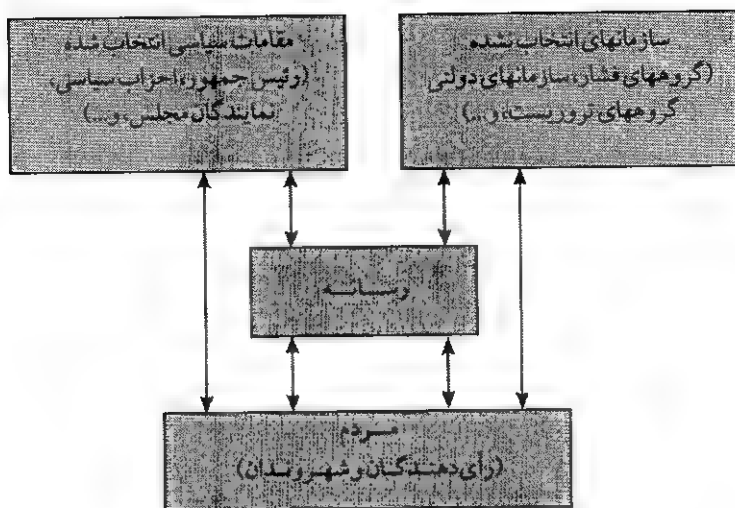 سازمانهای انتخاب نشده
(گروههای فشار، سازمانهای دولتی
گروههای تروریست، و...)
مقامات سیاسی انتخاب شده
(رئیس جمهور، احزاب سیاسی،
نمایندگان مجلس، و...)
رسانه
مردم
(رأی‌دهندگان و شهروندان)